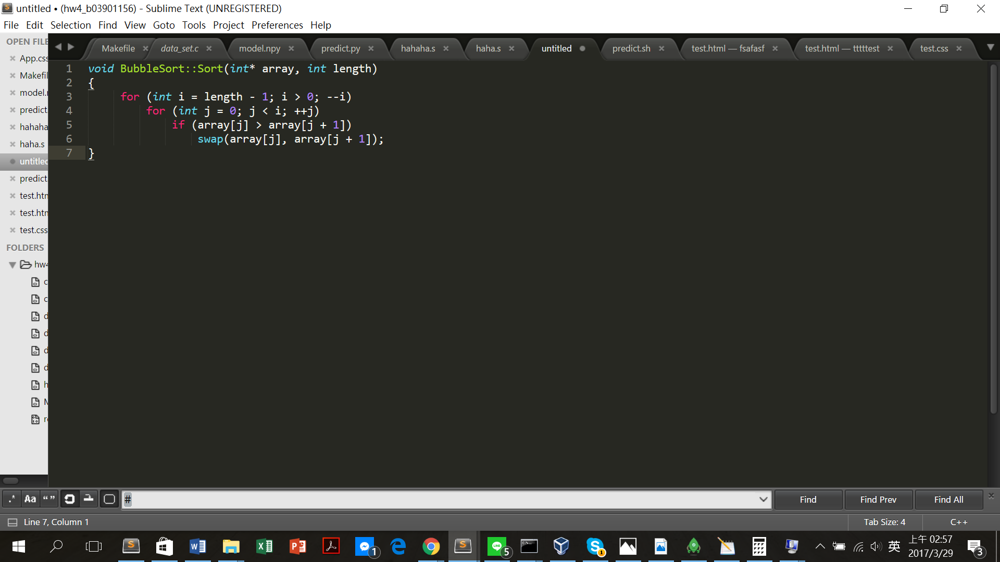 untitled • (hw4_b03901156) - Sublime Text (UNREGISTERED)
File Edit Selection Find View Goto Tools Project Preferences Help
OPEN FILE
App.css
Makefil
model.
predict.
hahaha
haha.s
untitled
predict.
test.htm
test.htm
test.css
FOLDERS
hw4
Makefile data_set.c model.npy predict.py hahaha.s haha.s untitled predict.sh test.html — fsafasf test.html — tttttest test.css
1 void BubbleSort::Sort(int* array, int length)
2 {
3 for (int i = length - 1; i > 0; --i)
4 for (int j = 0; j < i; ++j)
5 if (array[j] > array[j + 1])
6 swap(array[j], array[j + 1]);
7 }
.* Aa “ ” # Find Find Prev Find All
Line 7, Column 1 Tab Size: 4 C++
1 5 1 英 上午 02:57
2017/3/29 3